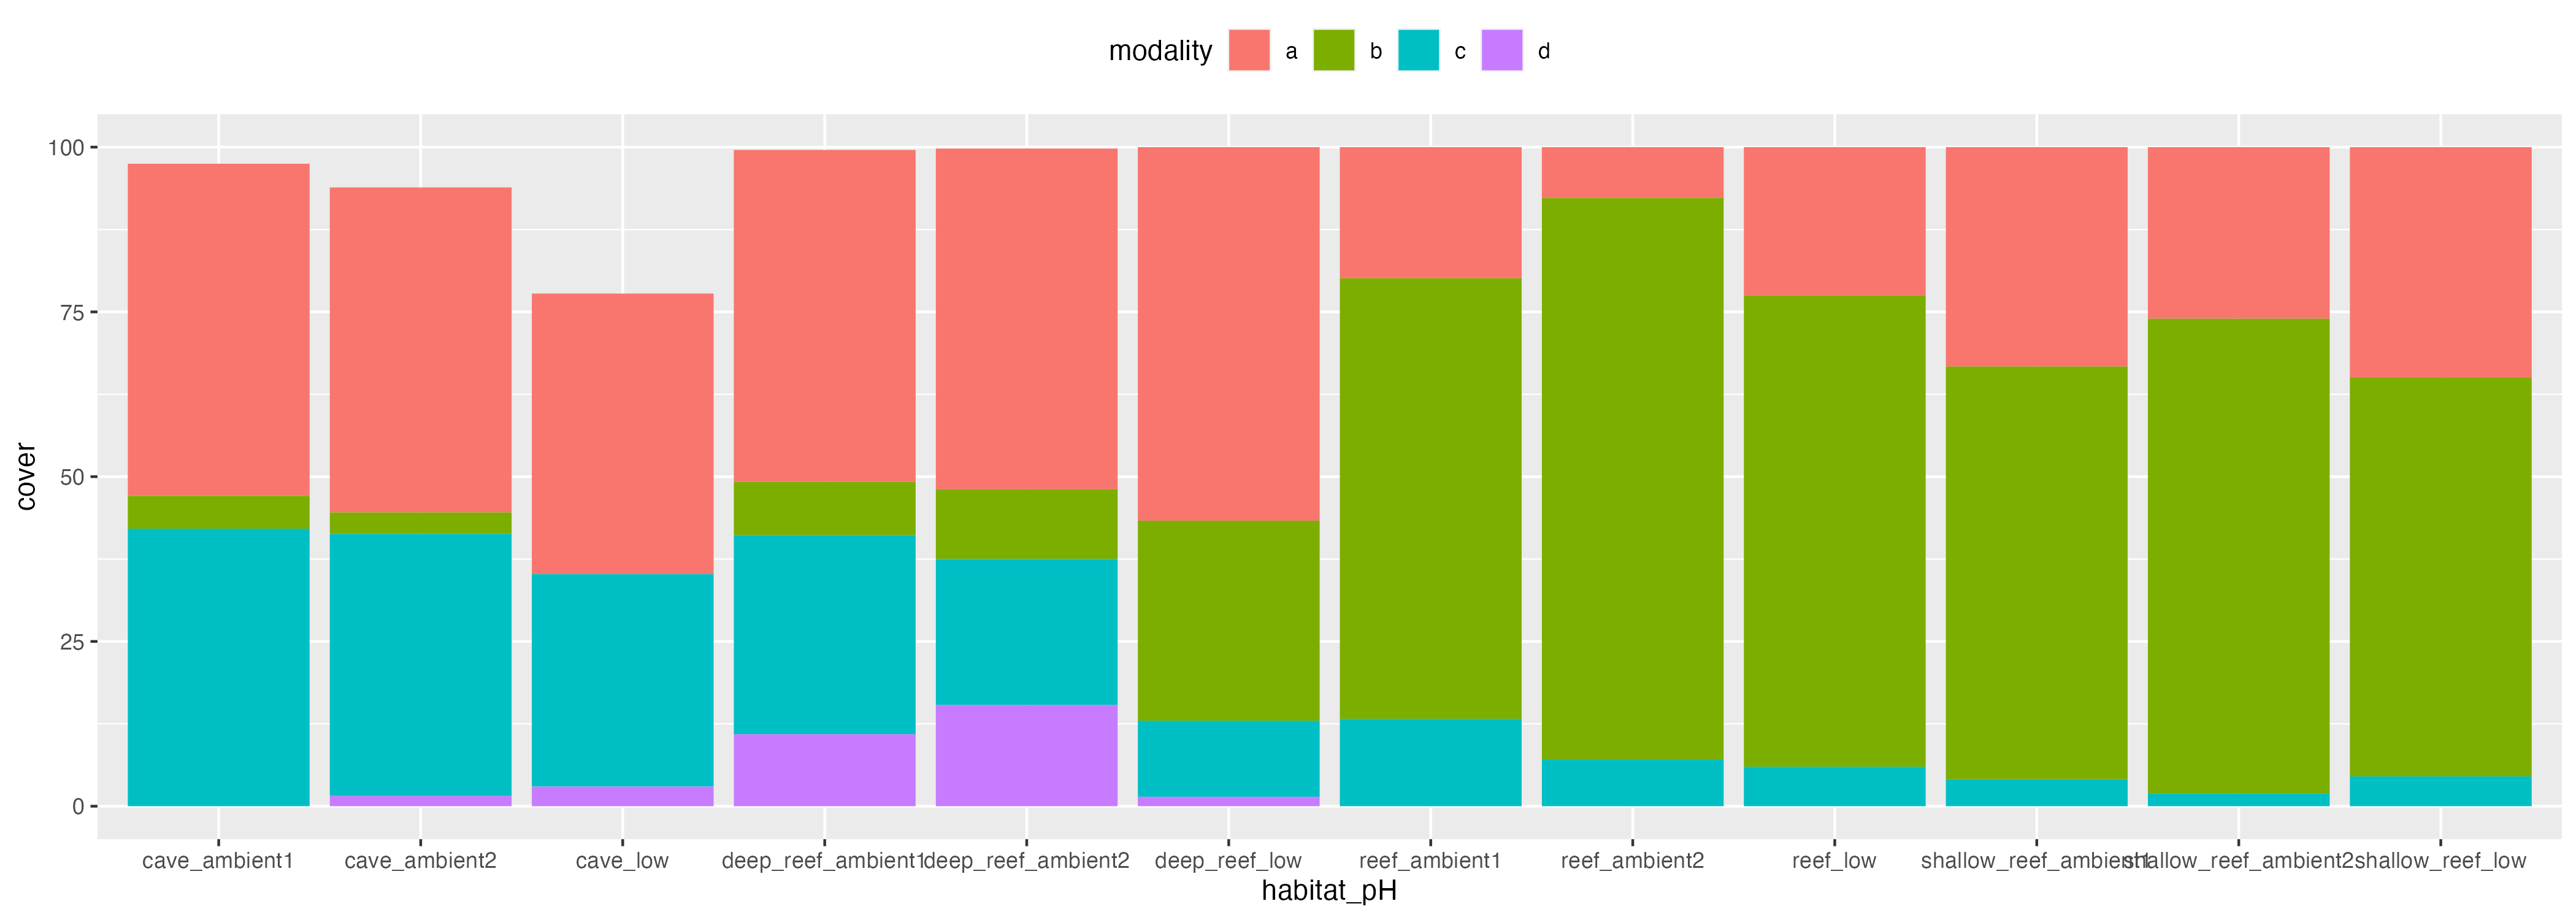 modality a b c d
100
75
50
25
0
cover
cave_ambient1 cave_ambient2 cave_low deep_reef_ambient1 deep_reef_ambient2 deep_reef_low reef_ambient1 reef_ambient2 reef_low shallow_reef_ambient1 shallow_reef_ambient2 shallow_reef_low
habitat_pH